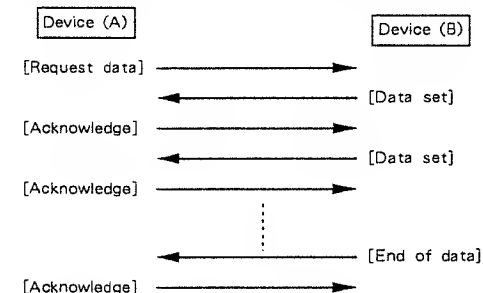 Device (A)
Device (B)
[Request data]
[Data set]
[Acknowledge]
[Data set]
[Acknowledge]
[End of data]
[Acknowledge]